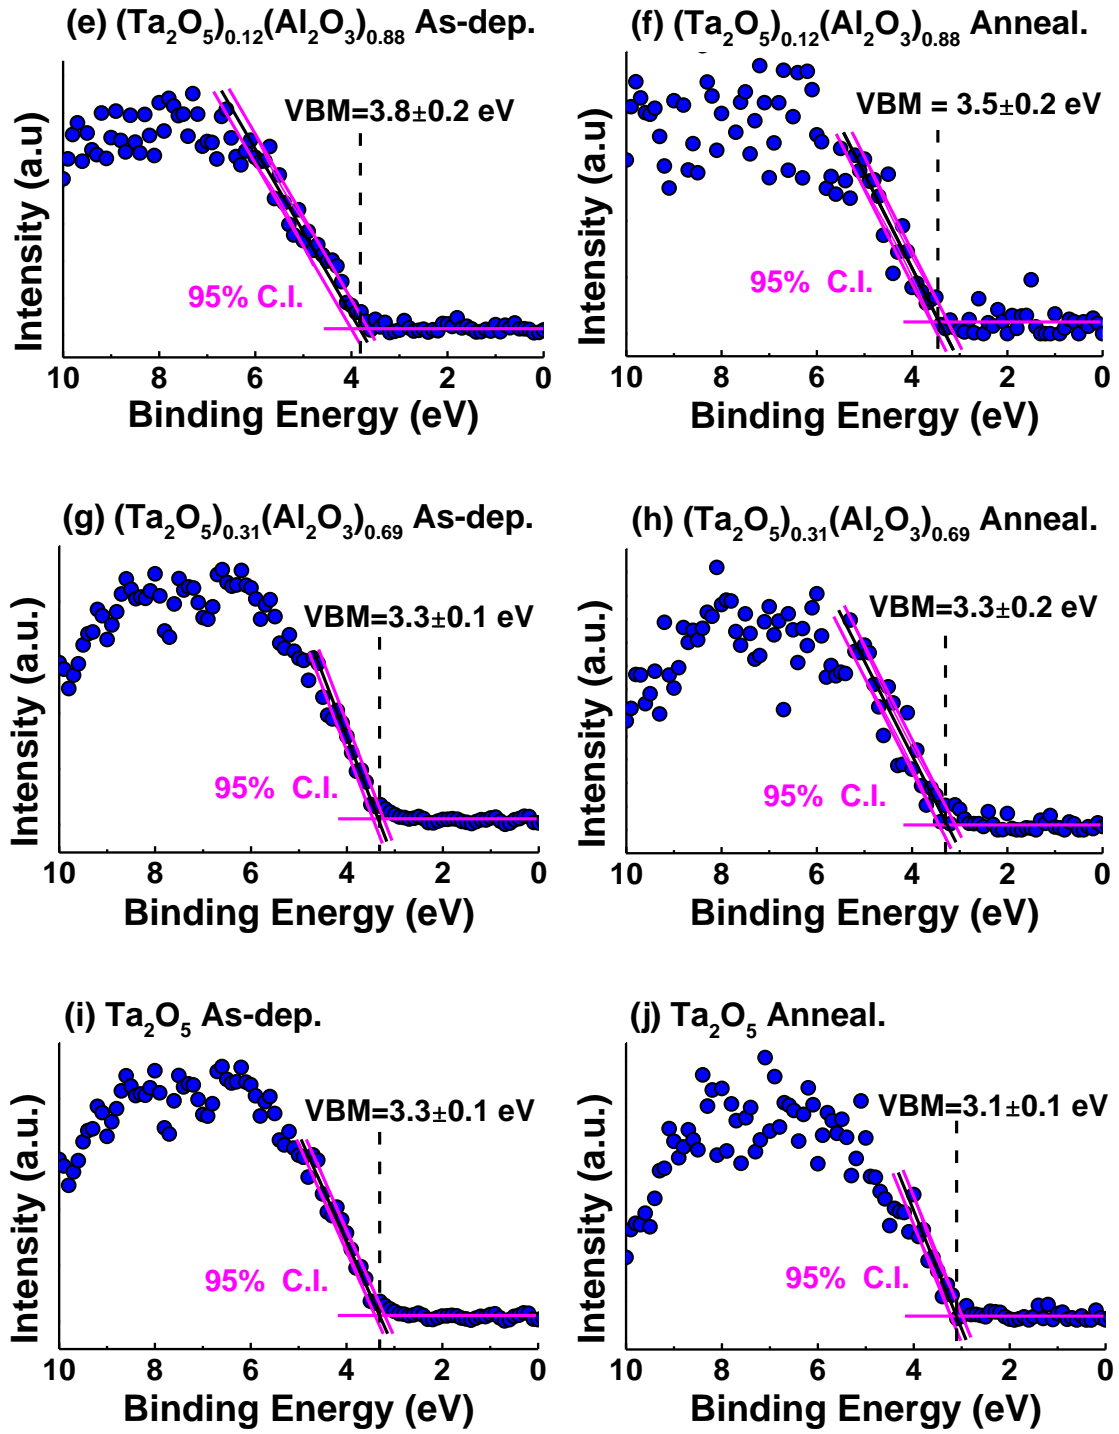 (e) (Ta₂O₅)₀.₁₂(Al₂O₃)₀.₈₈ As-dep.
VBM=3.8±0.2 eV
95% C.I.
Intensity (a.u)
10 8 6 4 2 0
Binding Energy (eV)
(f) (Ta₂O₅)₀.₁₂(Al₂O₃)₀.₈₈ Anneal.
VBM = 3.5±0.2 eV
95% C.I.
Intensity (a.u)
10 8 6 4 2 0
Binding Energy (eV)
(g) (Ta₂O₅)₀.₃₁(Al₂O₃)₀.₆₉ As-dep.
VBM=3.3±0.1 eV
95% C.I.
Intensity (a.u.)
10 8 6 4 2 0
Binding Energy (eV)
(h) (Ta₂O₅)₀.₃₁(Al₂O₃)₀.₆₉ Anneal.
VBM=3.3±0.2 eV
95% C.I.
Intensity (a.u.)
10 8 6 4 2 0
Binding Energy (eV)
(i) Ta₂O₅ As-dep.
VBM=3.3±0.1 eV
95% C.I.
Intensity (a.u.)
10 8 6 4 2 0
Binding Energy (eV)
(j) Ta₂O₅ Anneal.
VBM=3.1±0.1 eV
95% C.I.
Intensity (a.u.)
10 8 6 4 2 0
Binding Energy (eV)